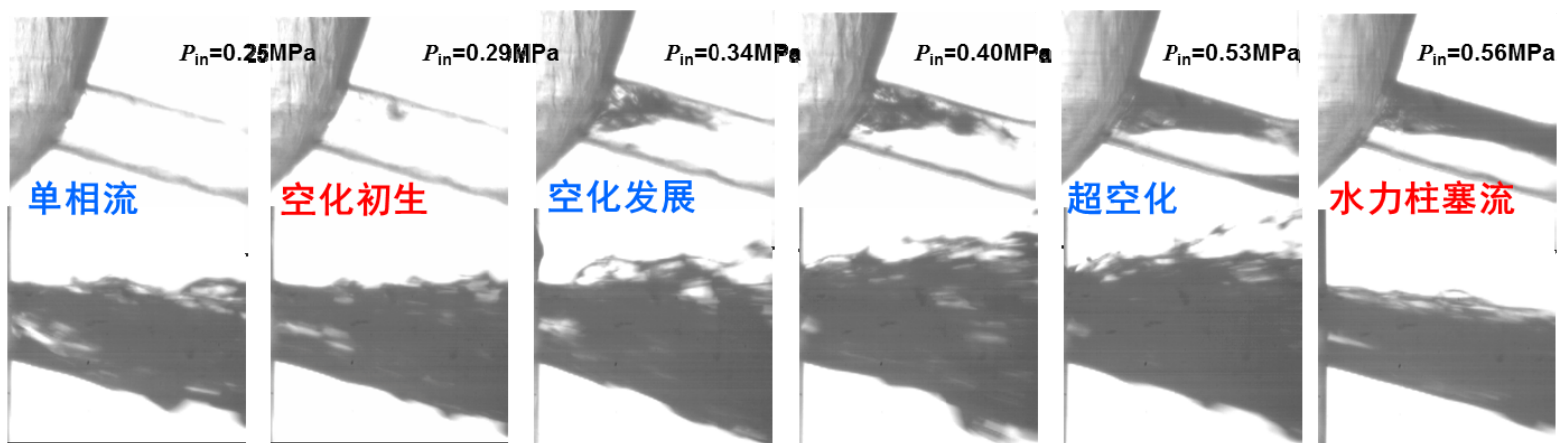 Pin=0.25MPa
Pin=0.29MPa
Pin=0.34MPa
Pin=0.40MPa
Pin=0.53MPa
Pin=0.56MPa
单相流
空化初生
空化发展
超空化
水力柱塞流